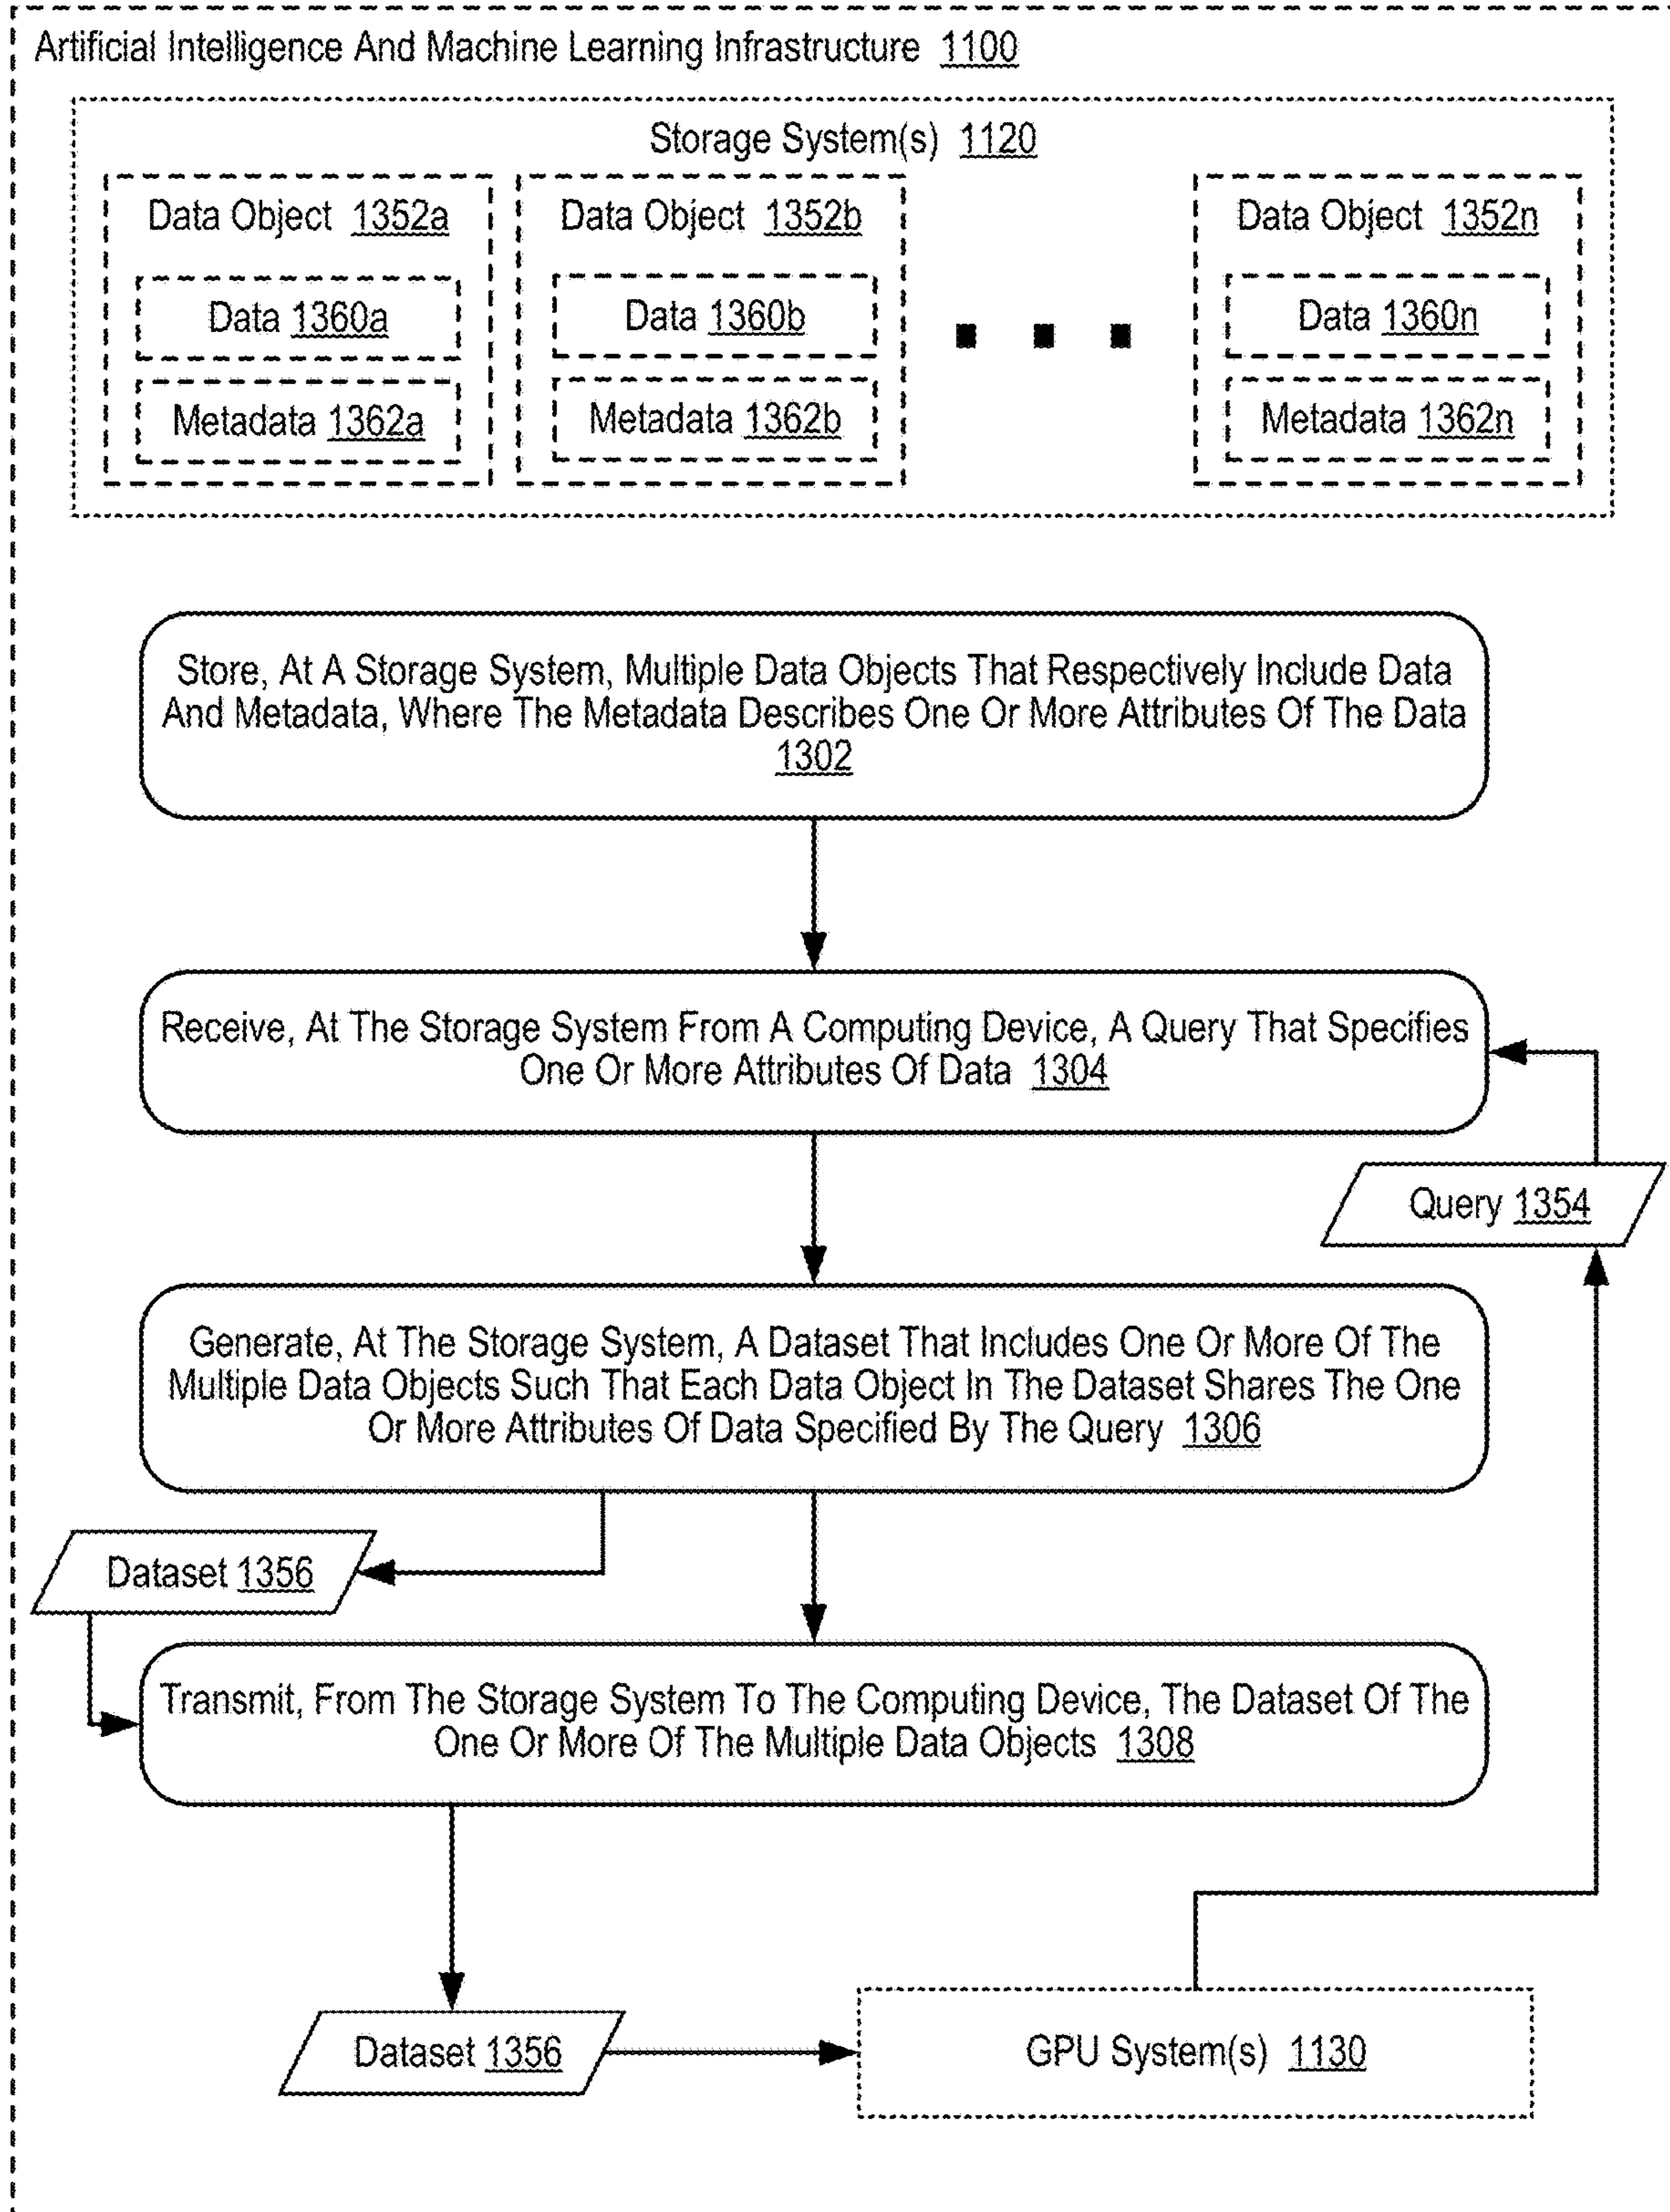 Artificial Intelligence And Machine Learning Infrastructure 1100
Storage System(s) 1120
Data Object 1352a
Data 1360a
Metadata 1362a
Data Object 1352b
Data 1360b
Metadata 1362b
Data Object 1352n
Data 1360n
Metadata 1362n
Store, At A Storage System, Multiple Data Objects That Respectively Include Data
And Metadata, Where The Metadata Describes One Or More Attributes Of The Data
1302
Receive, At The Storage System From A Computing Device, A Query That Specifies
One Or More Attributes Of Data 1304
Query 1354
Generate, At The Storage System, A Dataset That Includes One Or More Of The
Multiple Data Objects Such That Each Data Object In The Dataset Shares The One
Or More Attributes Of Data Specified By The Query 1306
Dataset 1356
Transmit, From The Storage System To The Computing Device, The Dataset Of The
One Or More Of The Multiple Data Objects 1308
Dataset 1356
GPU System(s) 1130